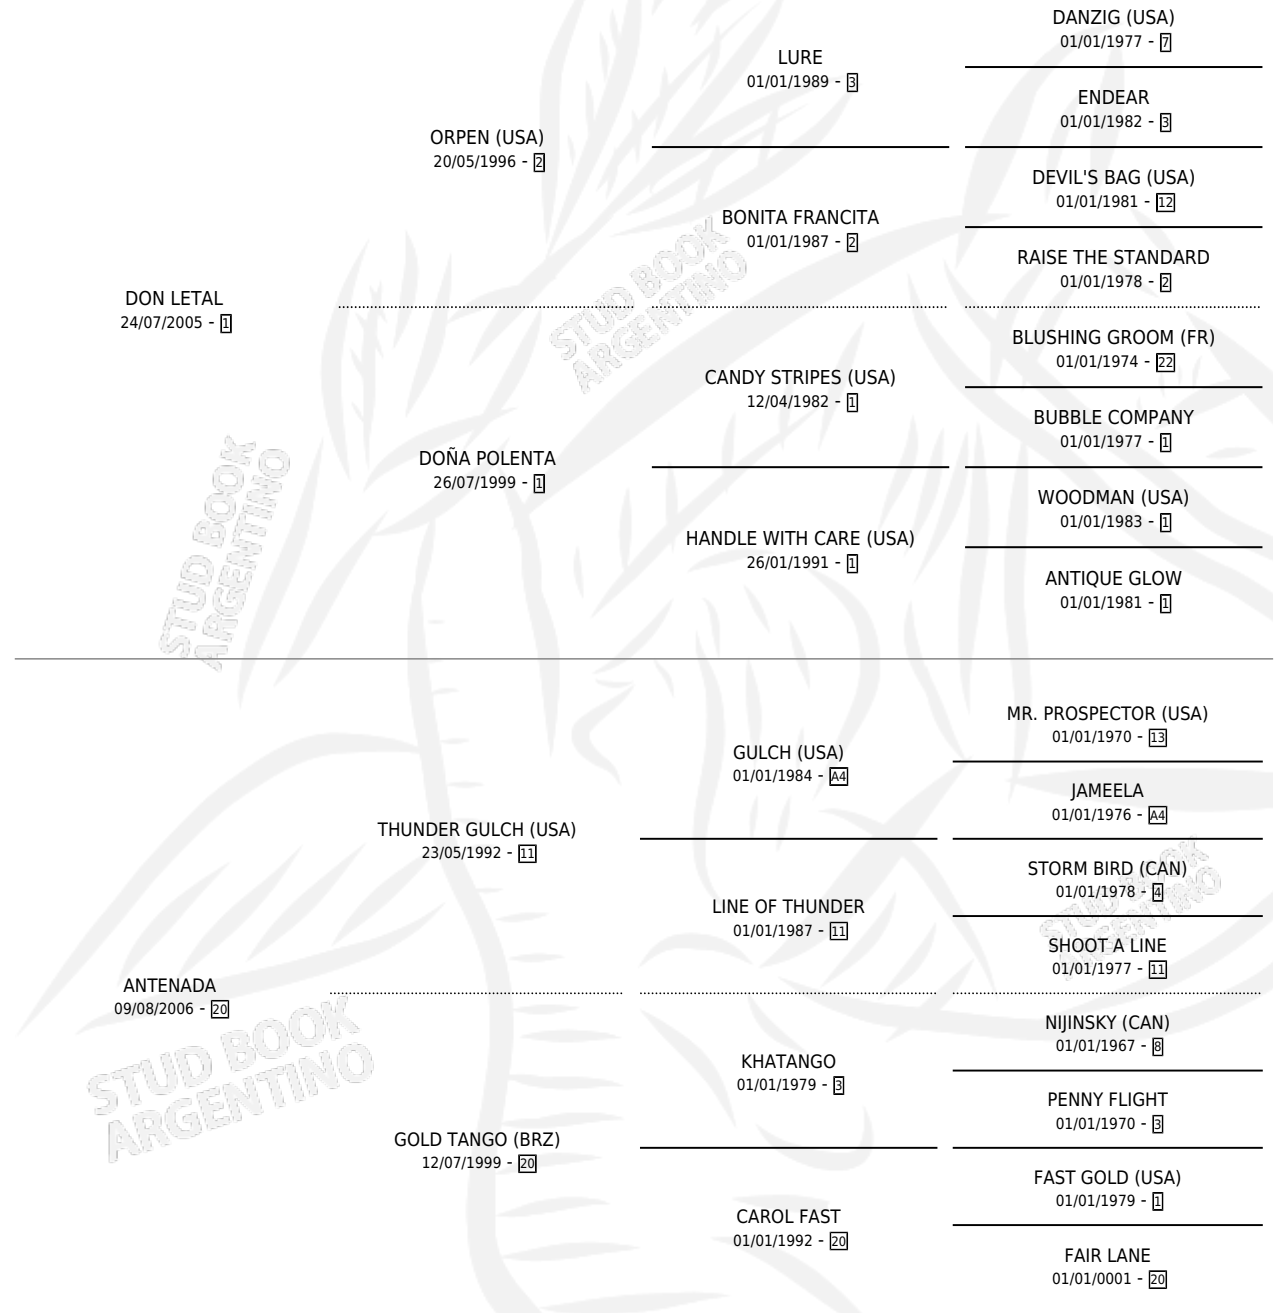 DANZIG (USA)
01/01/1977 - 7
LURE
01/01/1989 - 3
ENDEAR
01/01/1982 - 3
ORPEN (USA)
20/05/1996 - 2
DEVIL'S BAG (USA)
01/01/1981 - 12
BONITA FRANCITA
01/01/1987 - 2
RAISE THE STANDARD
01/01/1978 - 2
DON LETAL
24/07/2005 - 1
BLUSHING GROOM (FR)
01/01/1974 - 22
CANDY STRIPES (USA)
12/04/1982 - 1
BUBBLE COMPANY
01/01/1977 - 1
DOÑA POLENTA
26/07/1999 - 1
WOODMAN (USA)
01/01/1983 - 1
HANDLE WITH CARE (USA)
26/01/1991 - 1
ANTIQUE GLOW
01/01/1981 - 1
MR. PROSPECTOR (USA)
01/01/1970 - 13
GULCH (USA)
01/01/1984 - A4
JAMEELA
01/01/1976 - A4
THUNDER GULCH (USA)
23/05/1992 - 11
STORM BIRD (CAN)
01/01/1978 - 4
LINE OF THUNDER
01/01/1987 - 11
SHOOT A LINE
01/01/1977 - 11
ANTENADA
09/08/2006 - 20
NIJINSKY (CAN)
01/01/1967 - 8
KHATANGO
01/01/1979 - 3
PENNY FLIGHT
01/01/1970 - 3
GOLD TANGO (BRZ)
12/07/1999 - 20
FAST GOLD (USA)
01/01/1979 - 1
CAROL FAST
01/01/1992 - 20
FAIR LANE
01/01/0001 - 20
STUD BOOK
ARGENTINO
STUD BOOK
ARGENTINO
STUD BOOK
ARGENTINO
STUD BOOK
ARGENTINO